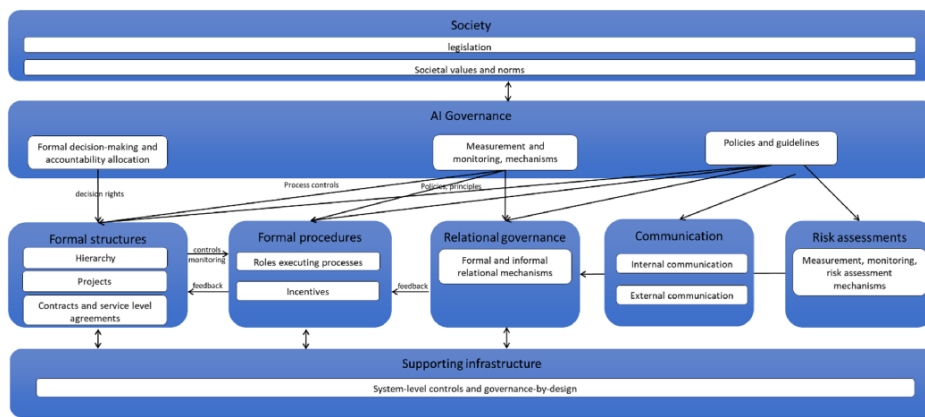 Society
legislation
Societal values and norms
AI Governance
Formal decision-making and
accountability allocation
Measurement and
monitoring, mechanisms
Policies and guidelines
decision rights
Process controls
Policies, principles
Formal structures
Hierarchy
Projects
Contracts and service level
agreements
controls
monitoring
feedback
Formal procedures
Roles executing processes
Incentives
feedback
Relational governance
Formal and informal
relational mechanisms
Communication
Internal communication
External communication
Risk assessments
Measurement, monitoring,
risk assessment
mechanisms
Supporting infrastructure
System-level controls and governance-by-design